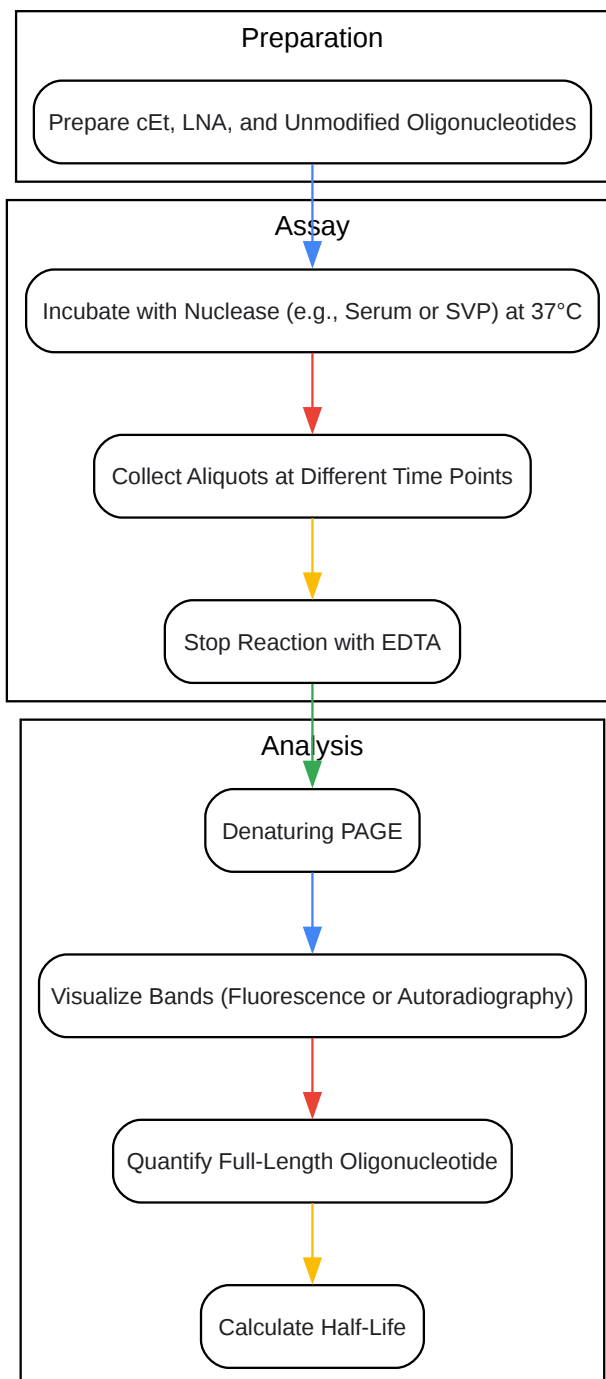 Preparation
Prepare cEt, LNA, and Unmodified Oligonucleotides
Assay
Incubate with Nuclease (e.g., Serum or SVP) at 37°C
Collect Aliquots at Different Time Points
Stop Reaction with EDTA
Analysis
Denaturing PAGE
Visualize Bands (Fluorescence or Autoradiography)
Quantify Full-Length Oligonucleotide
Calculate Half-Life